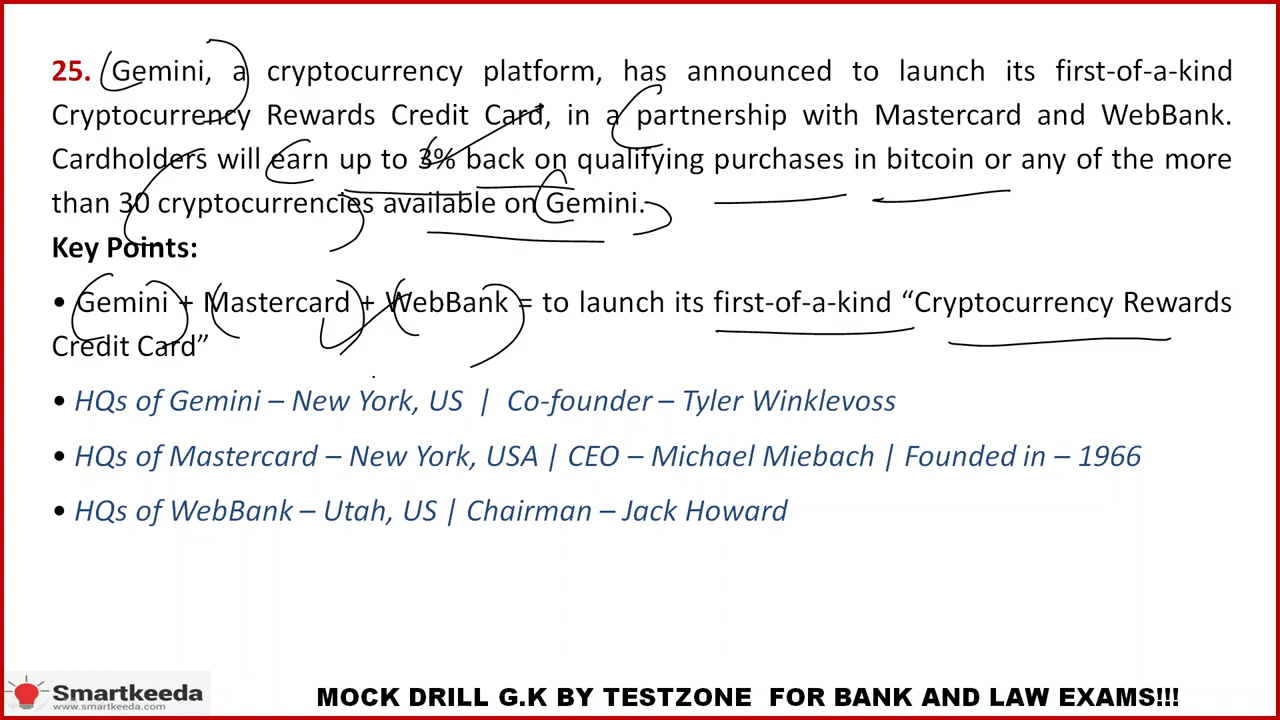 25. Gemini, a cryptocurrency platform, has announced to launch its first-of-a-kind
Cryptocurrency Rewards Credit Card, in a partnership with Mastercard and WebBank.
Cardholders will earn up to 3% back on qualifying purchases in bitcoin or any of the more
than 30 cryptocurrencies available on Gemini.
Key Points:
• Gemini + Mastercard + WebBank = to launch its first-of-a-kind “Cryptocurrency Rewards
Credit Card”
• HQs of Gemini – New York, US | Co-founder – Tyler Winklevoss
• HQs of Mastercard – New York, USA | CEO – Michael Miebach | Founded in – 1966
• HQs of WebBank – Utah, US | Chairman – Jack Howard
Smartkeeda
www.smartkeeda.com
MOCK DRILL G.K BY TESTZONE FOR BANK AND LAW EXAMS!!!